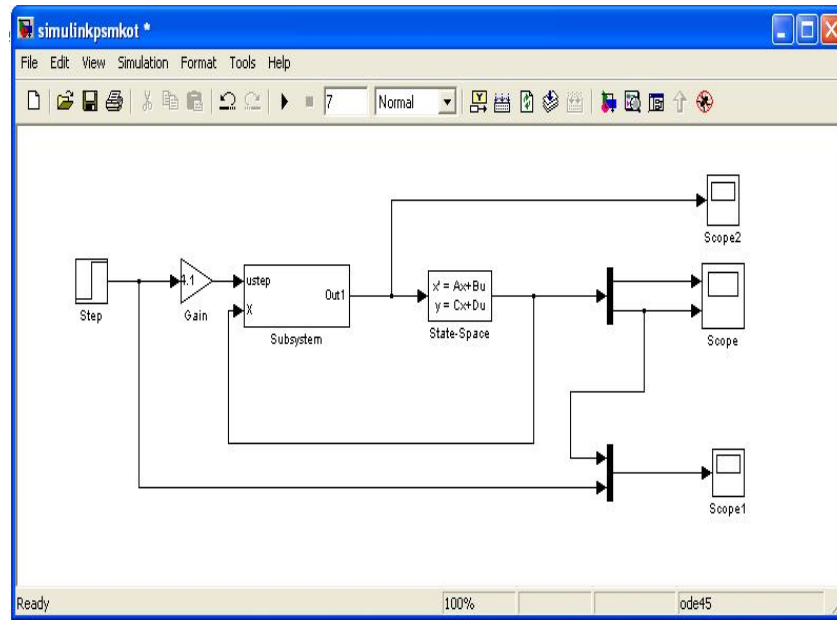 simulinkpsmkot *
File Edit View Simulation Format Tools Help
7 Normal
Scope2
Step
4.1
Gain
ustep
X
Out1
Subsystem
x' = Ax+Bu
y = Cx+Du
State-Space
Scope
Scope1
Ready 100% ode45